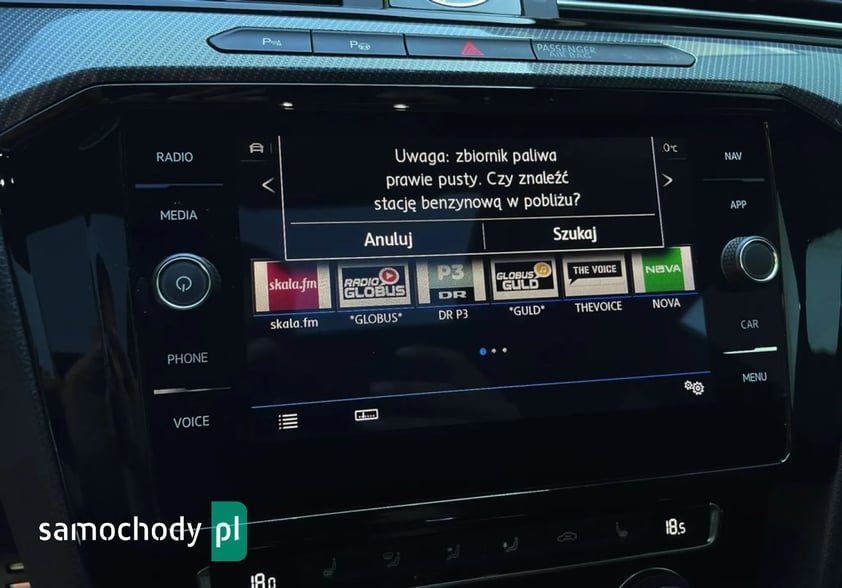 PASSENGER
RADIO
MEDIA
PHONE
VOICE
Uwaga: zbiornik paliwa
prawie pusty. Czy znaleźć
stację benzynową w pobliżu?
Anuluj
Szukaj
skala.fm
RADIO
GLOBUS
P3
DR
GLOBUS
GULD
THE VOICE
NOVA
skala.fm
*GLOBUS*
DR P3
*GULD*
THEVOICE
NOVA
NAV
APP
CAR
MENU
18.0
18.5
samochody pl